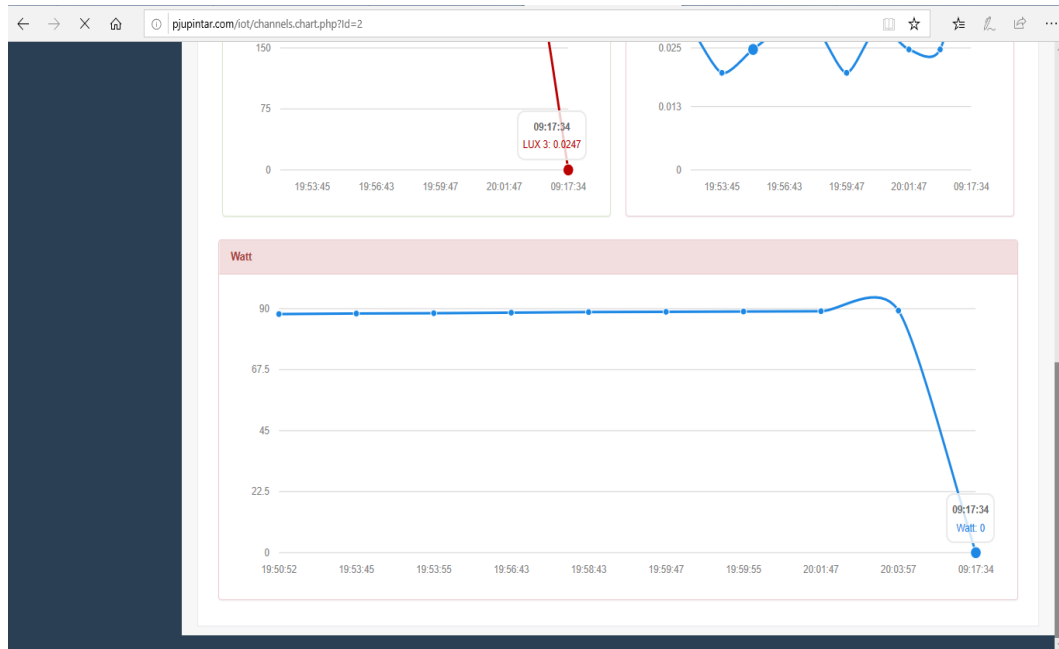 pjupintar.com/iot/channels.chart.php?Id=2
150
75
0
09:17:34
LUX 3: 0.0247
19:53:45 19:56:43 19:59:47 20:01:47 09:17:34
0.025
0.013
0
19:53:45 19:56:43 19:59:47 20:01:47 09:17:34
Watt
90
67.5
45
22.5
0
09:17:34
Watt: 0
19:50:52 19:53:45 19:53:55 19:56:43 19:58:43 19:59:47 19:59:55 20:01:47 20:03:57 09:17:34